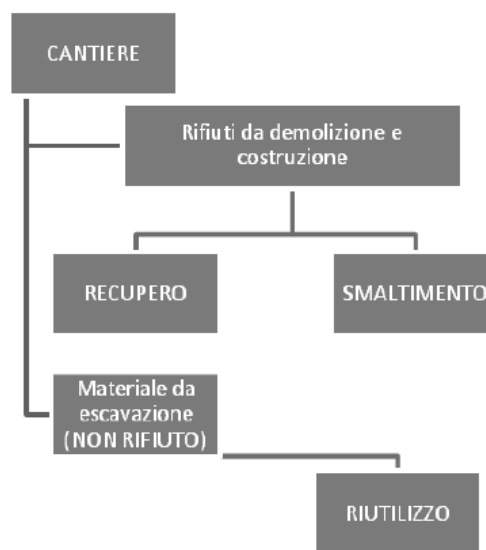 CANTIERE
Rifiuti da demolizione e
costruzione
RECUPERO
SMALTIMENTO
Materiale da
escavazione
(NON RIFIUTO)
RIUTILIZZO